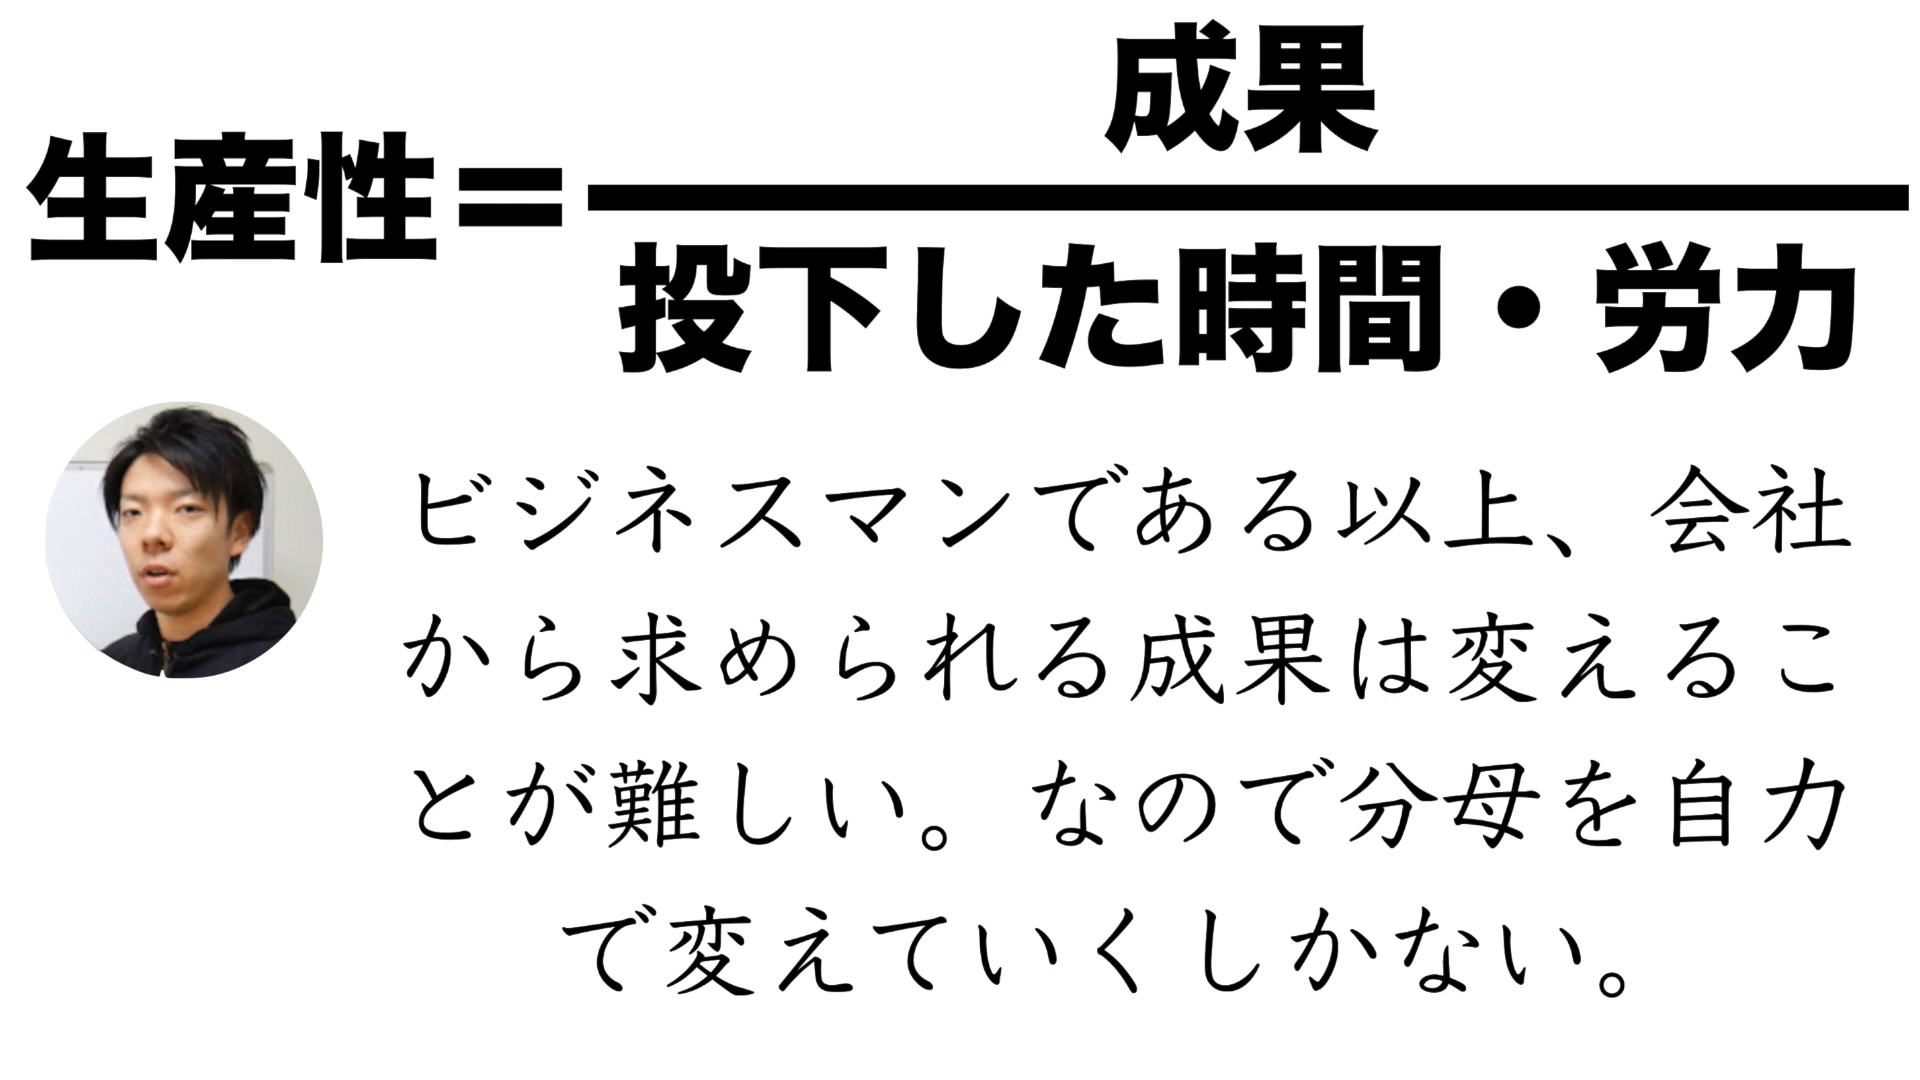 成果
生産性＝
投下した時間・労力
ビジネスマンである以上、会社
から求められる成果は変えるこ
とが難しい。なので分母を自力
で変えていくしかない。